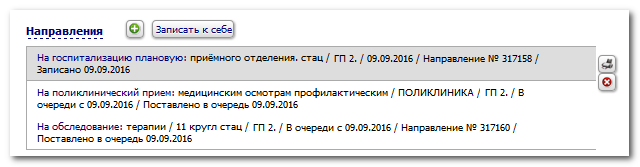 Направления Записать к себе
На госпитализацию плановую: приёмного отделения. стац / ГП 2. / 09.09.2016 / Направление № 317158 /
Записано 09.09.2016
На поликлинический прием: медицинским осмотрам профилактическим / ПОЛИКЛИНИКА / ГП 2. / В
очереди с 09.09.2016 / Поставлено в очередь 09.09.2016
На обследование: терапии / 11 кругл стац / ГП 2. / В очереди с 09.09.2016 / Направление № 317160 /
Поставлено в очередь 09.09.2016